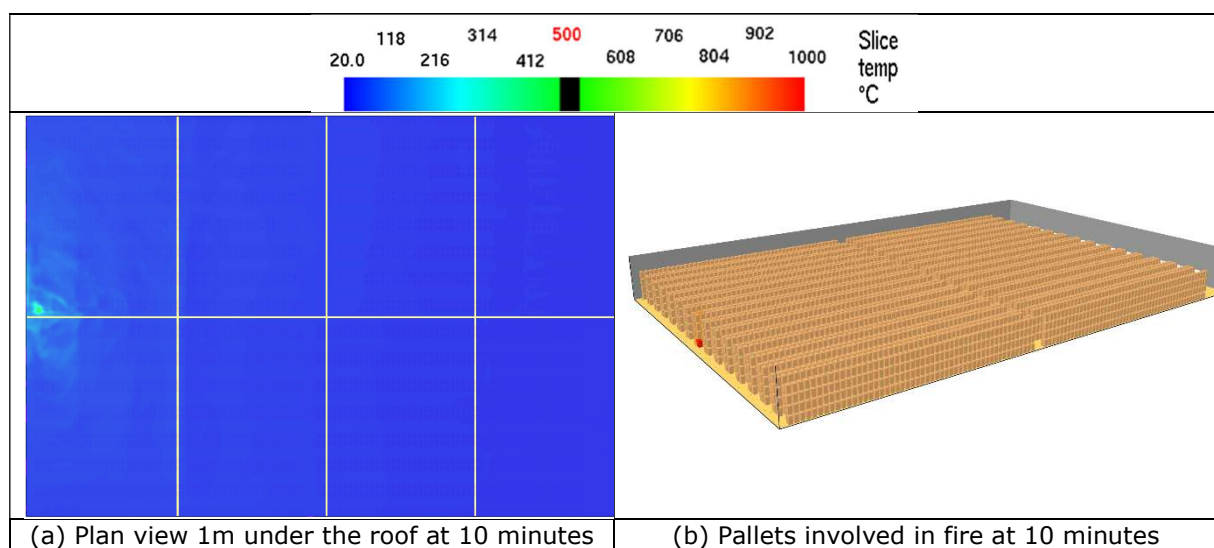 118 314 500 706 902
20.0 216 412 608 804 1000
Slice
temp
°C
(a) Plan view 1m under the roof at 10 minutes
(b) Pallets involved in fire at 10 minutes